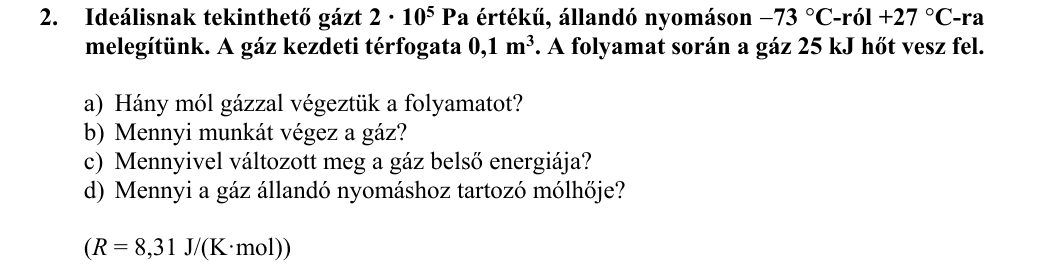 2. Ideálisnak tekinthető gázt 2 · 10⁵ Pa értékű, állandó nyomáson –73 °C-ról +27 °C-ra
melegítünk. A gáz kezdeti térfogata 0,1 m³. A folyamat során a gáz 25 kJ hőt vesz fel.
a) Hány mól gázzal végeztük a folyamatot?
b) Mennyi munkát végez a gáz?
c) Mennyivel változott meg a gáz belső energiája?
d) Mennyi a gáz állandó nyomáshoz tartozó mólhője?
(R = 8,31 J/(K·mol))